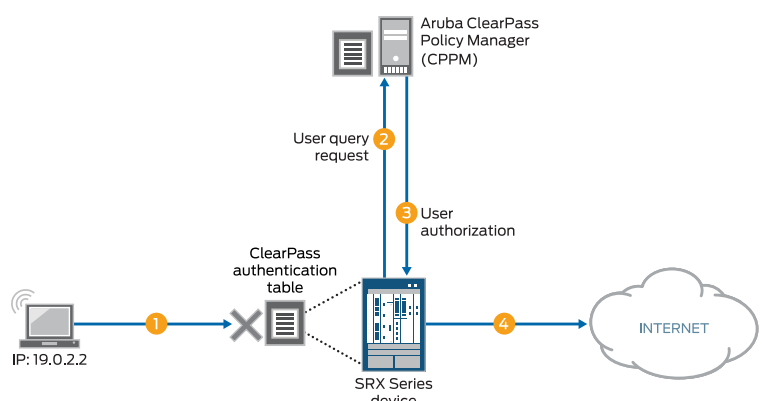 Aruba ClearPass
Policy Manager
(CPPM)
User query
request
2
3
User
authorization
ClearPass
authentication
table
1
4
INTERNET
IP: 19.0.2.2
SRX Series
device